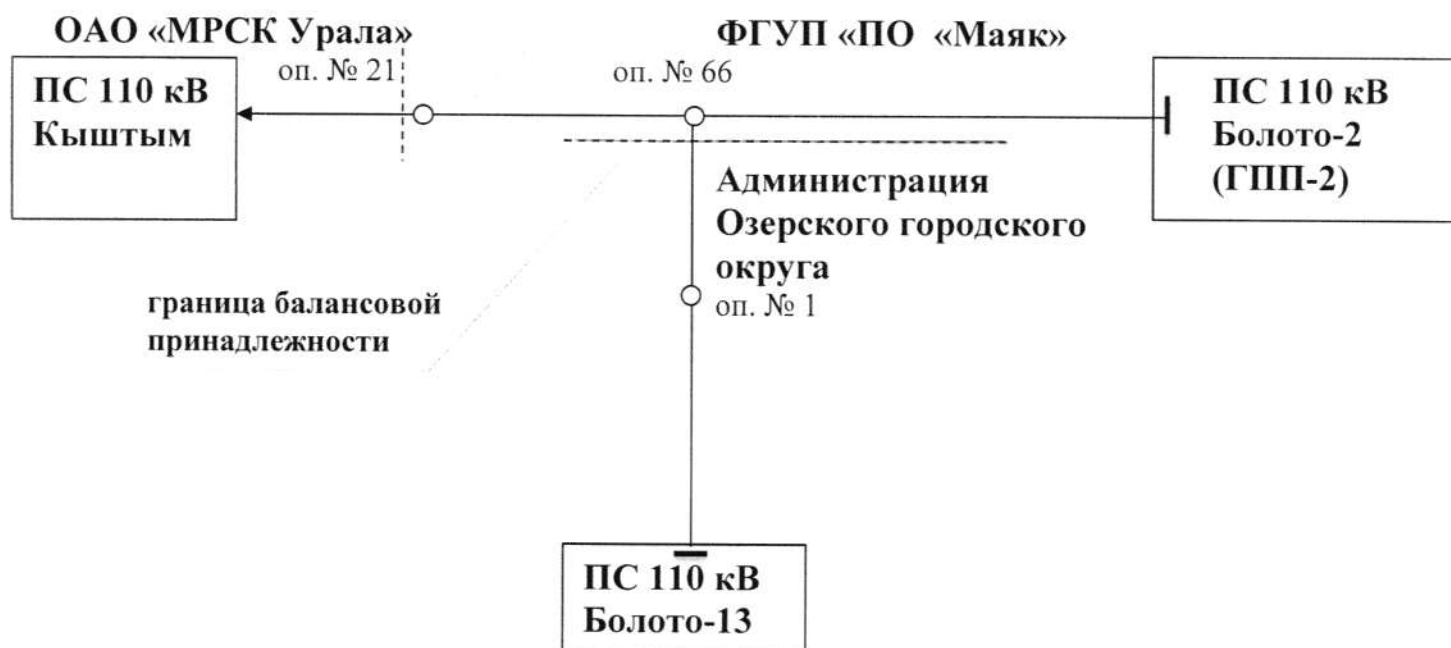 ОАО «МРСК Урала»
ФГУП «ПО «Маяк»
оп. № 21
оп. № 66
ПС 110 кВ
Кыштым
ПС 110 кВ
Болото-2
(ГПП-2)
Администрация
Озерского городского
округа
оп. № 1
граница балансовой
принадлежности
ПС 110 кВ
Болото-13